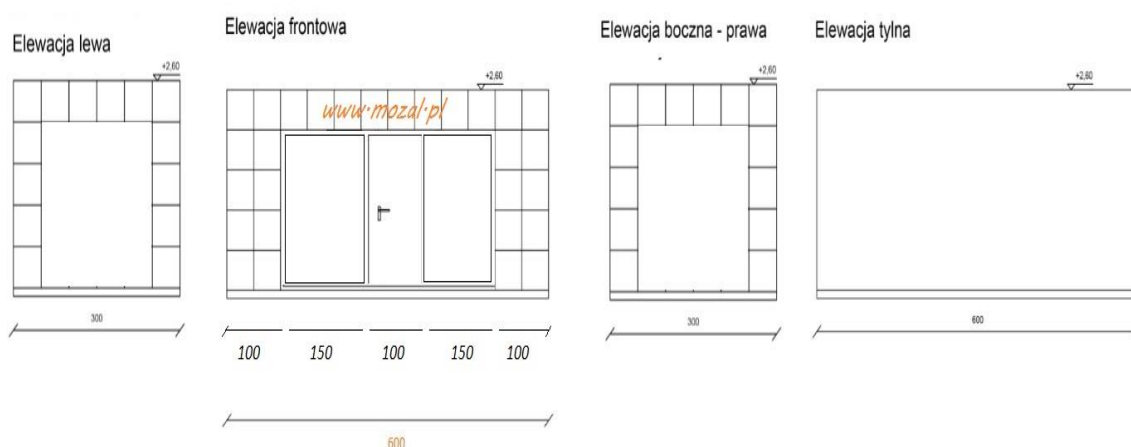 Elewacja lewa
+2,60
300
Elewacja frontowa
+2,60
www.mozal.pl
100 150 100 150 100
600
Elewacja boczna - prawa
+2,60
300
Elewacja tylna
+2,60
600